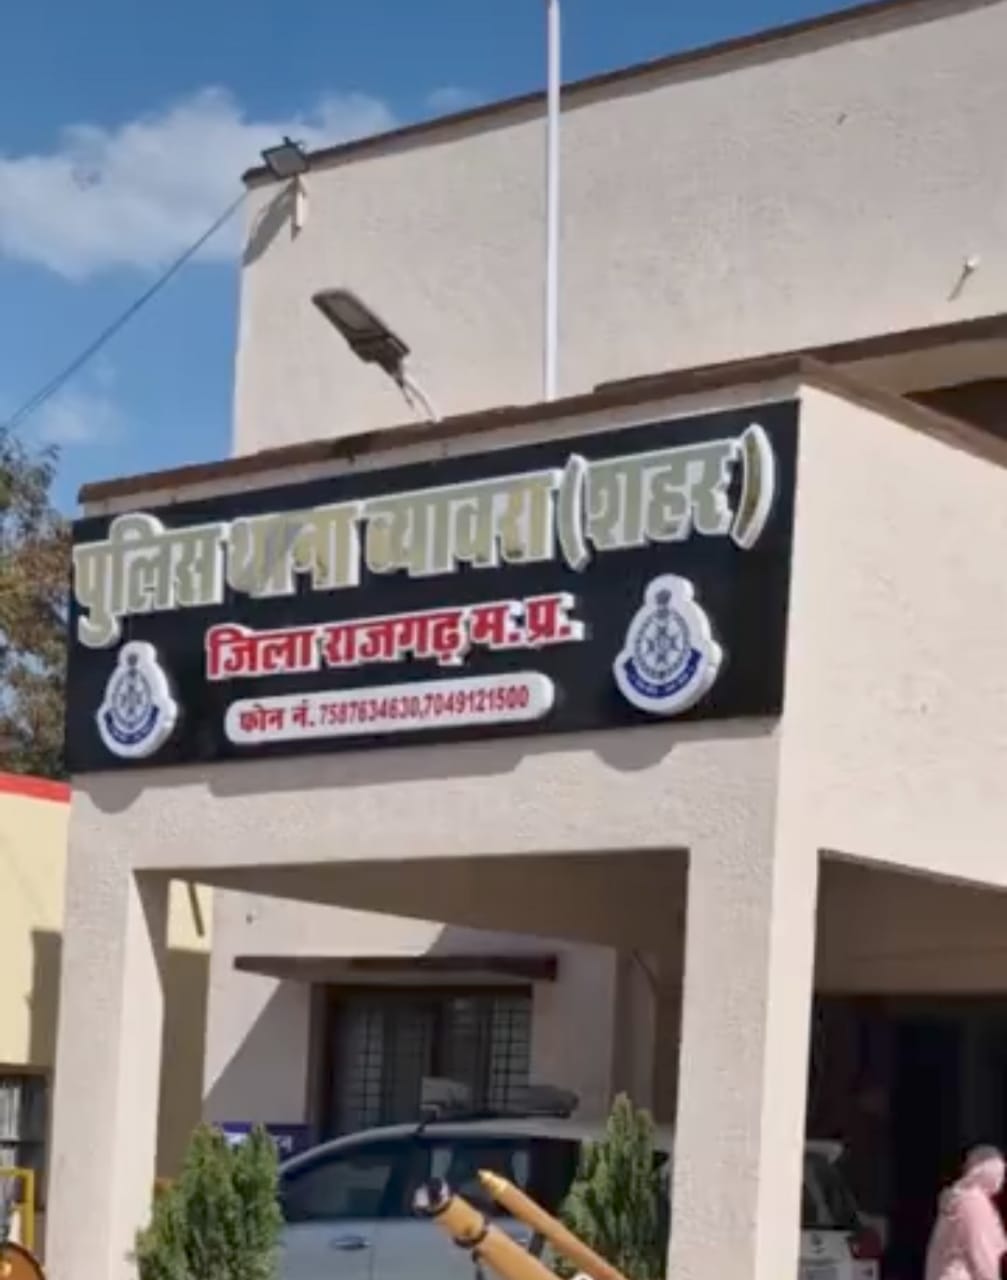 पुलिस थाना ब्यावरा (शहर)
जिला राजगढ़ म.प्र.
फोन नं. 7587634630,7049121500